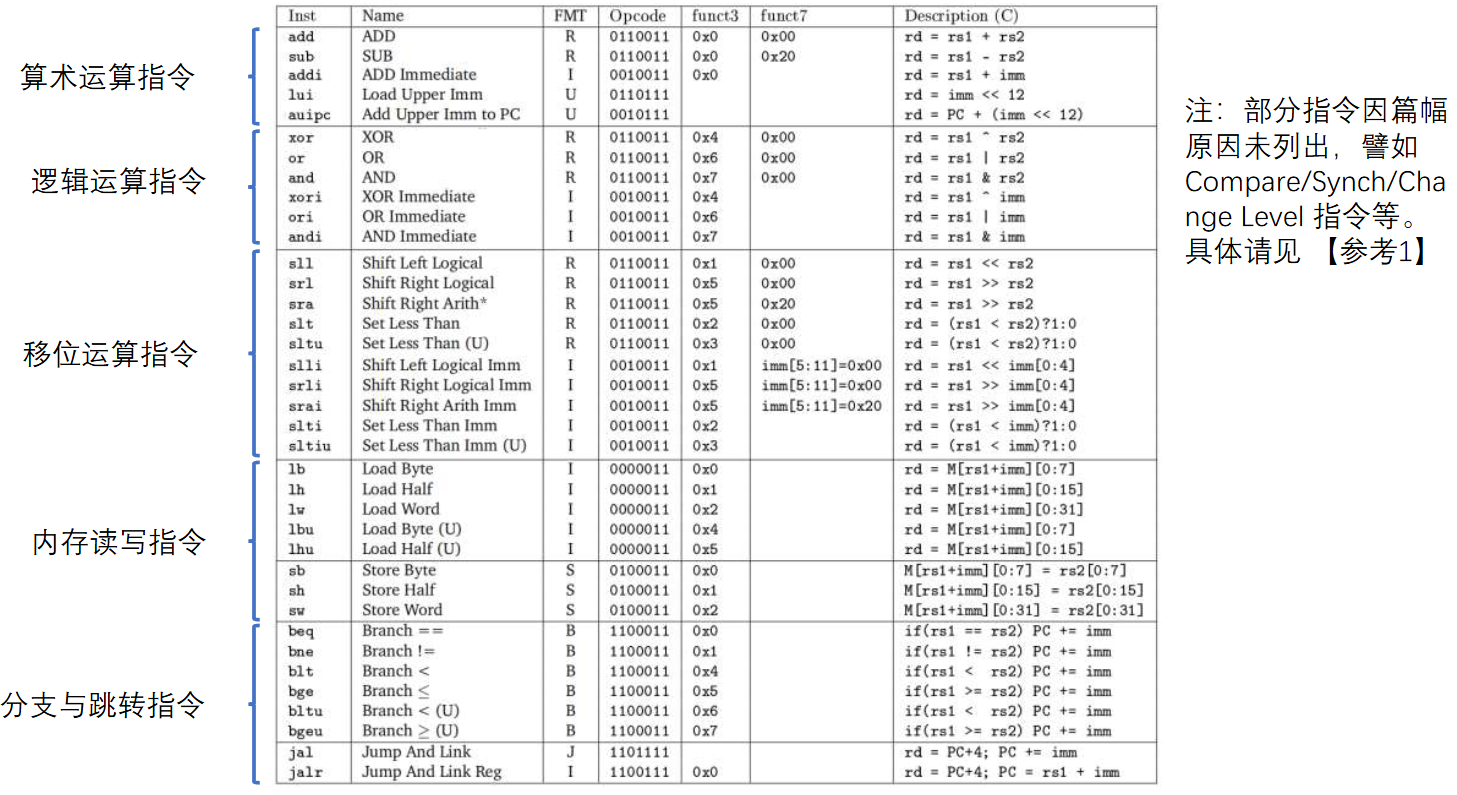 Inst Name FMT Opcode funct3 funct7 Description (C)
算术运算指令
add ADD R 0110011 0x0 0x00 rd = rs1 + rs2
sub SUB R 0110011 0x0 0x20 rd = rs1 - rs2
addi ADD Immediate I 0010011 0x0 rd = rs1 + imm
lui Load Upper Imm U 0110111 rd = imm << 12
auipc Add Upper Imm to PC U 0010111 rd = PC + (imm << 12)
逻辑运算指令
xor XOR R 0110011 0x4 0x00 rd = rs1 ^ rs2
or OR R 0110011 0x6 0x00 rd = rs1 | rs2
and AND R 0110011 0x7 0x00 rd = rs1 & rs2
xori XOR Immediate I 0010011 0x4 rd = rs1 ^ imm
ori OR Immediate I 0010011 0x6 rd = rs1 | imm
andi AND Immediate I 0010011 0x7 rd = rs1 & imm
移位运算指令
sll Shift Left Logical R 0110011 0x1 0x00 rd = rs1 << rs2
srl Shift Right Logical R 0110011 0x5 0x00 rd = rs1 >> rs2
sra Shift Right Arith* R 0110011 0x5 0x20 rd = rs1 >> rs2
slt Set Less Than R 0110011 0x2 0x00 rd = (rs1 < rs2)?1:0
sltu Set Less Than (U) R 0110011 0x3 0x00 rd = (rs1 < rs2)?1:0
slli Shift Left Logical Imm I 0010011 0x1 imm[5:11]=0x00 rd = rs1 << imm[0:4]
srli Shift Right Logical Imm I 0010011 0x5 imm[5:11]=0x00 rd = rs1 >> imm[0:4]
srai Shift Right Arith Imm I 0010011 0x5 imm[5:11]=0x20 rd = rs1 >> imm[0:4]
slti Set Less Than Imm I 0010011 0x2 rd = (rs1 < imm)?1:0
sltiu Set Less Than Imm (U) I 0010011 0x3 rd = (rs1 < imm)?1:0
内存读写指令
lb Load Byte I 0000011 0x0 rd = M[rs1+imm][0:7]
lh Load Half I 0000011 0x1 rd = M[rs1+imm][0:15]
lw Load Word I 0000011 0x2 rd = M[rs1+imm][0:31]
lbu Load Byte (U) I 0000011 0x4 rd = M[rs1+imm][0:7]
lhu Load Half (U) I 0000011 0x5 rd = M[rs1+imm][0:15]
sb Store Byte S 0100011 0x0 M[rs1+imm][0:7] = rs2[0:7]
sh Store Half S 0100011 0x1 M[rs1+imm][0:15] = rs2[0:15]
sw Store Word S 0100011 0x2 M[rs1+imm][0:31] = rs2[0:31]
分支与跳转指令
beq Branch == B 1100011 0x0 if(rs1 == rs2) PC += imm
bne Branch != B 1100011 0x1 if(rs1 != rs2) PC += imm
blt Branch < B 1100011 0x4 if(rs1 < rs2) PC += imm
bge Branch ≤ B 1100011 0x5 if(rs1 >= rs2) PC += imm
bltu Branch < (U) B 1100011 0x6 if(rs1 < rs2) PC += imm
bgeu Branch ≥ (U) B 1100011 0x7 if(rs1 >= rs2) PC += imm
jal Jump And Link J 1101111 rd = PC+4; PC += imm
jalr Jump And Link Reg I 1100111 0x0 rd = PC+4; PC = rs1 + imm
注：部分指令因篇幅
原因未列出，譬如
Compare/Synch/Cha
nge Level 指令等。
具体请见 【参考1】